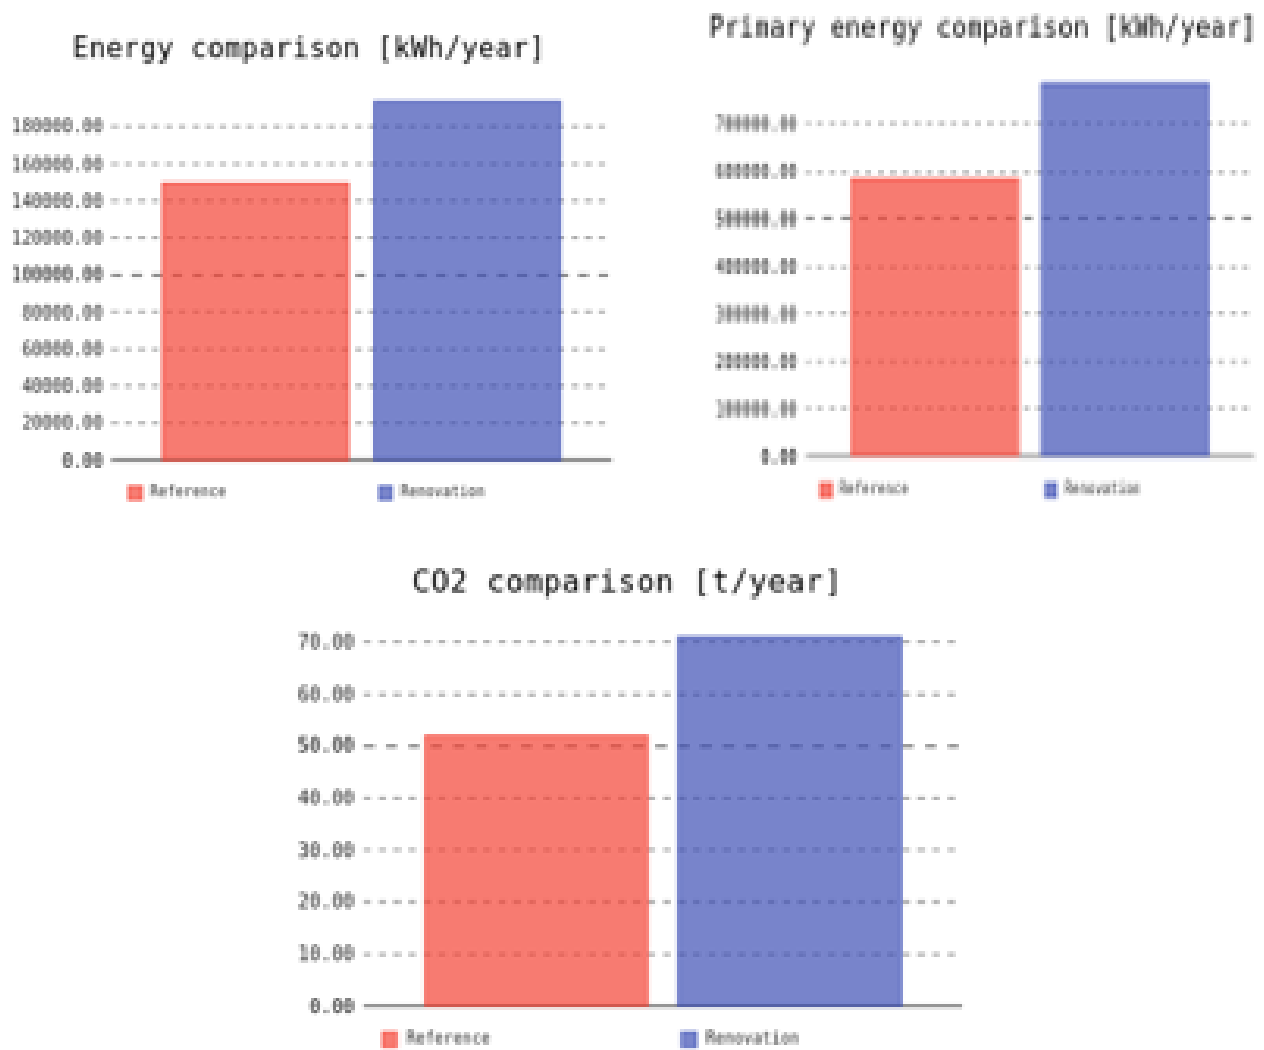 Energy comparison [kWh/year]
180000.00
160000.00
140000.00
120000.00
100000.00
80000.00
60000.00
40000.00
20000.00
0.00
Reference
Renovation
Primary energy comparison [kWh/year]
700000.00
600000.00
500000.00
400000.00
300000.00
200000.00
100000.00
0.00
Reference
Renovation
CO2 comparison [t/year]
70.00
60.00
50.00
40.00
30.00
20.00
10.00
0.00
Reference
Renovation